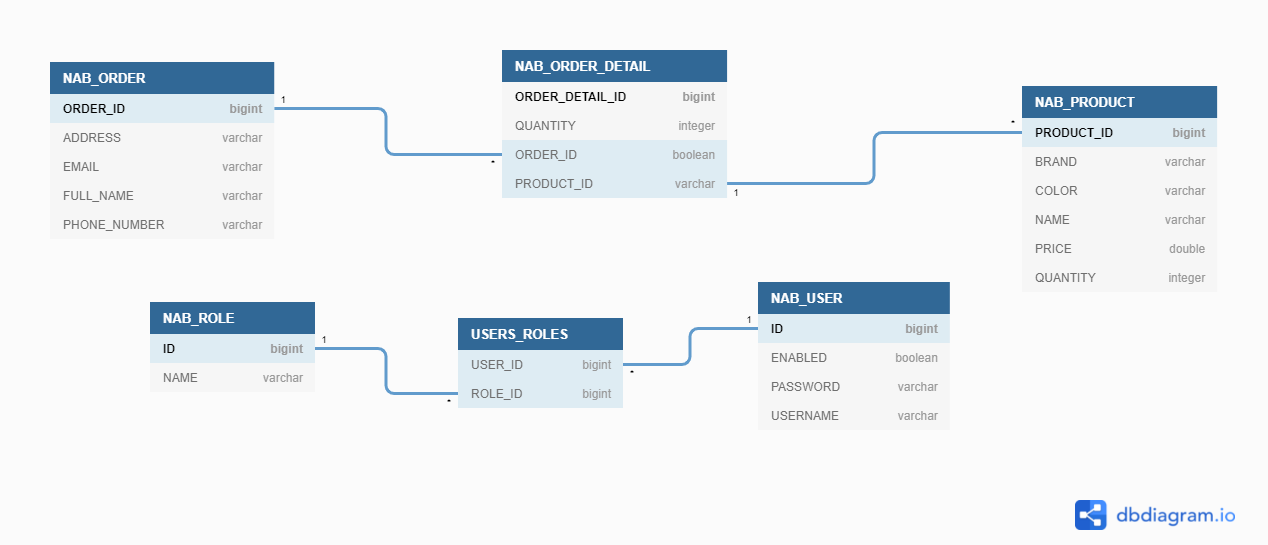 NAB_ORDER
ORDER_ID bigint
ADDRESS varchar
EMAIL varchar
FULL_NAME varchar
PHONE_NUMBER varchar
1
*
NAB_ORDER_DETAIL
ORDER_DETAIL_ID bigint
QUANTITY integer
ORDER_ID boolean
PRODUCT_ID varchar
1
*
NAB_PRODUCT
PRODUCT_ID bigint
BRAND varchar
COLOR varchar
NAME varchar
PRICE double
QUANTITY integer
NAB_ROLE
ID bigint
NAME varchar
1
*
USERS_ROLES
USER_ID bigint
ROLE_ID bigint
*
1
NAB_USER
ID bigint
ENABLED boolean
PASSWORD varchar
USERNAME varchar
dbdiagram.io